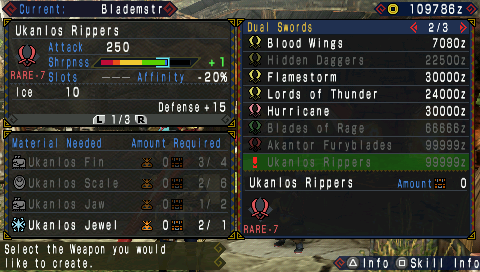 Current: Blademstr
109786z
Ukanlos Rippers
Attack 250
Shrpnss +1
RARE-7 Slots --- Affinity -20%
Ice 10
Defense+15
L 1/3 R
Material Needed Amount Required
Ukanlos Fin 0 3/ 4
Ukanlos Scale 0 2/ 6
Ukanlos Jaw 0 1/ 2
Ukanlos Jewel 0 2/ 1
Select the Weapon you would
like to create.
Dual Swords 2/3
Blood Wings 7080z
Hidden Daggers 22500z
Flamestorm 30000z
Lords of Thunder 24000z
Hurricane 30000z
Blades of Rage 66666z
Akantor Furyblades 99999z
Ukanlos Rippers 99999z
Ukanlos Rippers Amount 0
RARE-7
Info Skill Info